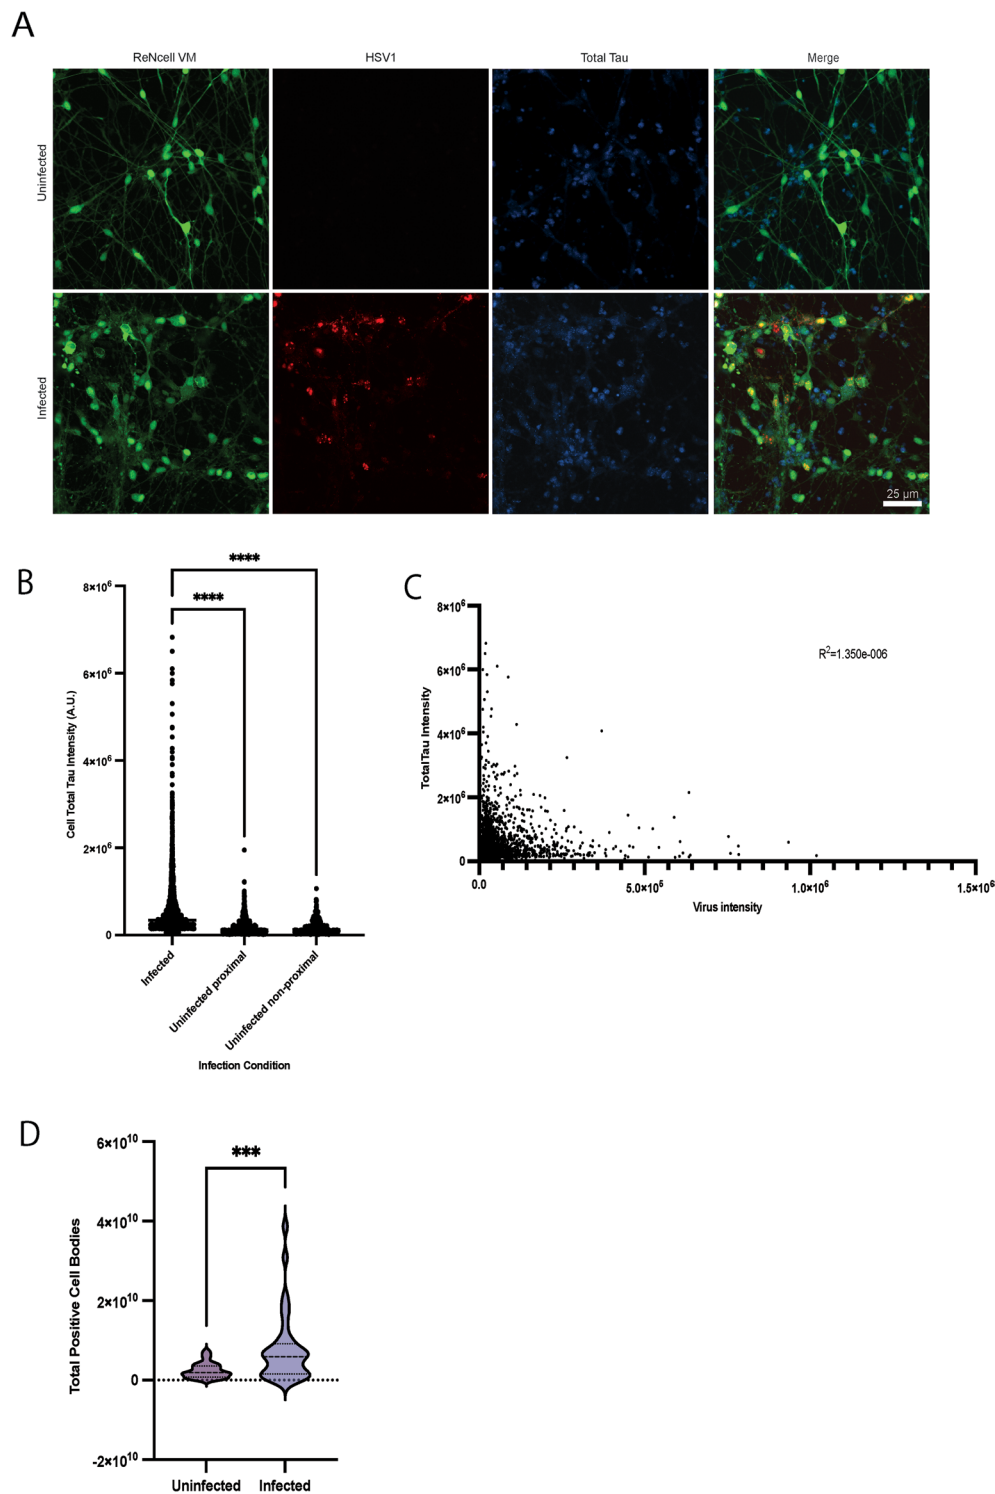 A
ReNcell VM HSV1 Total Tau Merge
Uninfected
Infected
25 µm
B
****
****
8×10⁶
6×10⁶
4×10⁶
2×10⁶
0
Cell Total Tau Intensity (A.U.)
Infected
Uninfected proximal
Uninfected non-proximal
Infection Condition
C
R²=1.350e-006
8×10⁶
6×10⁶
4×10⁶
2×10⁶
0
Total Tau Intensity
0.0 5.0×10⁶ 1.0×10⁶ 1.5×10⁶
Virus intensity
D
***
6×10¹⁰
4×10¹⁰
2×10¹⁰
0
-2×10¹⁰
Total Positive Cell Bodies
Uninfected Infected